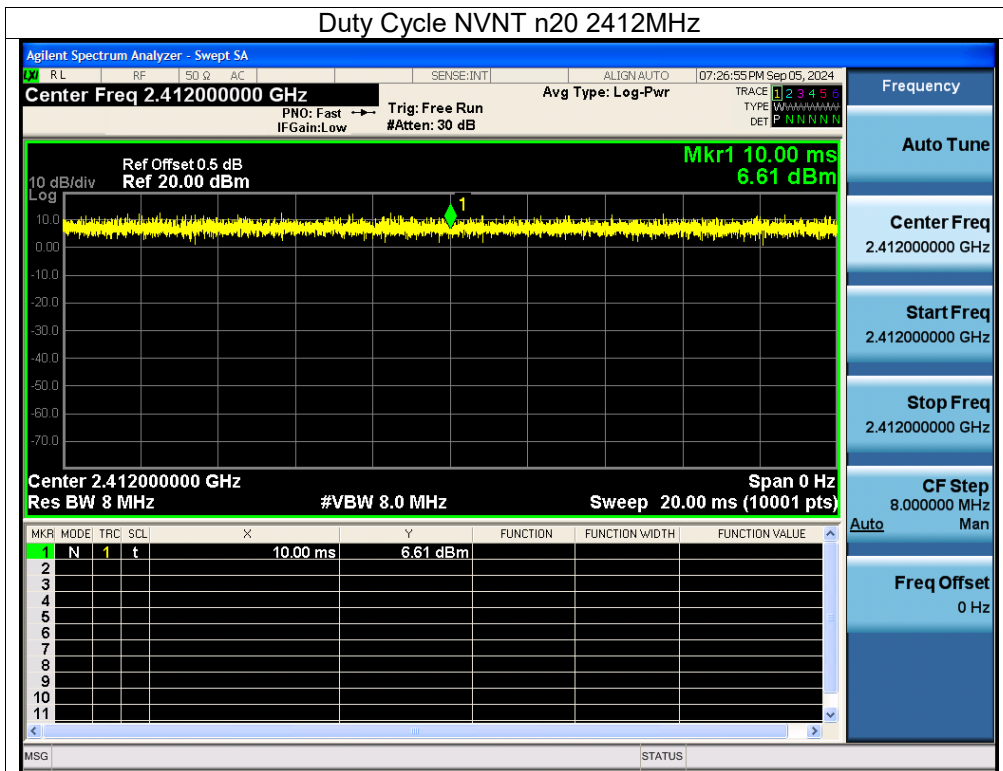 Duty Cycle NVNT n20 2412MHz
Agilent Spectrum Analyzer - Swept SA
LXI RL RF 50 Ω AC SENSE:INT ALIGN AUTO 07:26:55 PM Sep 05, 2024
Center Freq 2.412000000 GHz Avg Type: Log-Pwr TRACE 1 2 3 4 5 6
PNO: Fast Trig: Free Run TYPE
IFGain:Low #Atten: 30 dB DET P N N N N N
Ref Offset 0.5 dB Mkr1 10.00 ms
10 dB/div Ref 20.00 dBm 6.61 dBm
Log
1
10.0
0.00
-10.0
-20.0
-30.0
-40.0
-50.0
-60.0
-70.0
Center 2.412000000 GHz Span 0 Hz
Res BW 8 MHz #VBW 8.0 MHz Sweep 20.00 ms (10001 pts)
MKR MODE TRC SCL X Y FUNCTION FUNCTION WIDTH FUNCTION VALUE
1 N 1 t 10.00 ms 6.61 dBm
2
3
4
5
6
7
8
9
10
11
MSG STATUS
Frequency
Auto Tune
Center Freq
2.412000000 GHz
Start Freq
2.412000000 GHz
Stop Freq
2.412000000 GHz
CF Step
8.000000 MHz
Auto Man
Freq Offset
0 Hz